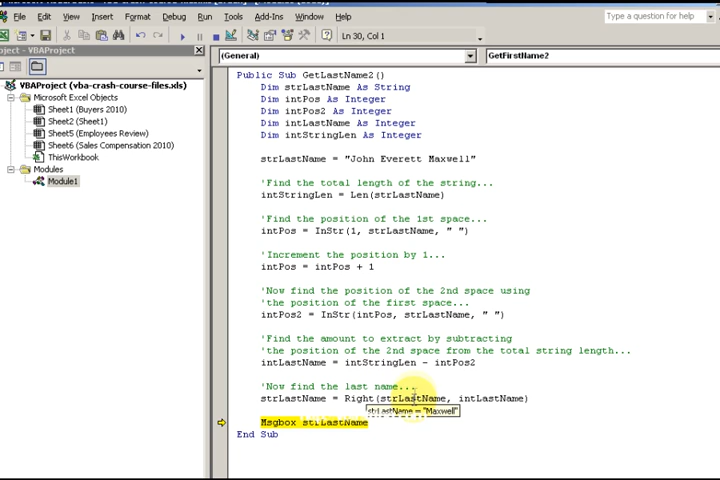 File Edit View Insert Format Debug Run Tools Add-Ins Window Help
Type a question for help
Ln 30, Col 1
oject - VBAProject
(General)
GetFirstName2
VBAProject (vba-crash-course-files.xls)
Microsoft Excel Objects
Sheet1 (Buyers 2010)
Sheet2 (Sheet1)
Sheet5 (Employees Review)
Sheet6 (Sales Compensation 2010)
ThisWorkbook
Modules
Module1
Public Sub GetLastName2()
Dim strLastName As String
Dim intPos As Integer
Dim intPos2 As Integer
Dim intLastName As Integer
Dim intStringLen As Integer
strLastName = "John Everett Maxwell"
'Find the total length of the string...
intStringLen = Len(strLastName)
'Find the position of the 1st space...
intPos = InStr(1, strLastName, " ")
'Increment the position by 1...
intPos = intPos + 1
'Now find the position of the 2nd space using
'the position of the first space...
intPos2 = InStr(intPos, strLastName, " ")
'Find the amount to extract by subtracting
'the position of the 2nd space from the total string length...
intLastName = intStringLen - intPos2
'Now find the last name...
strLastName = Right(strLastName, intLastName)
strLastName = "Maxwell"
Msgbox strLastName
End Sub